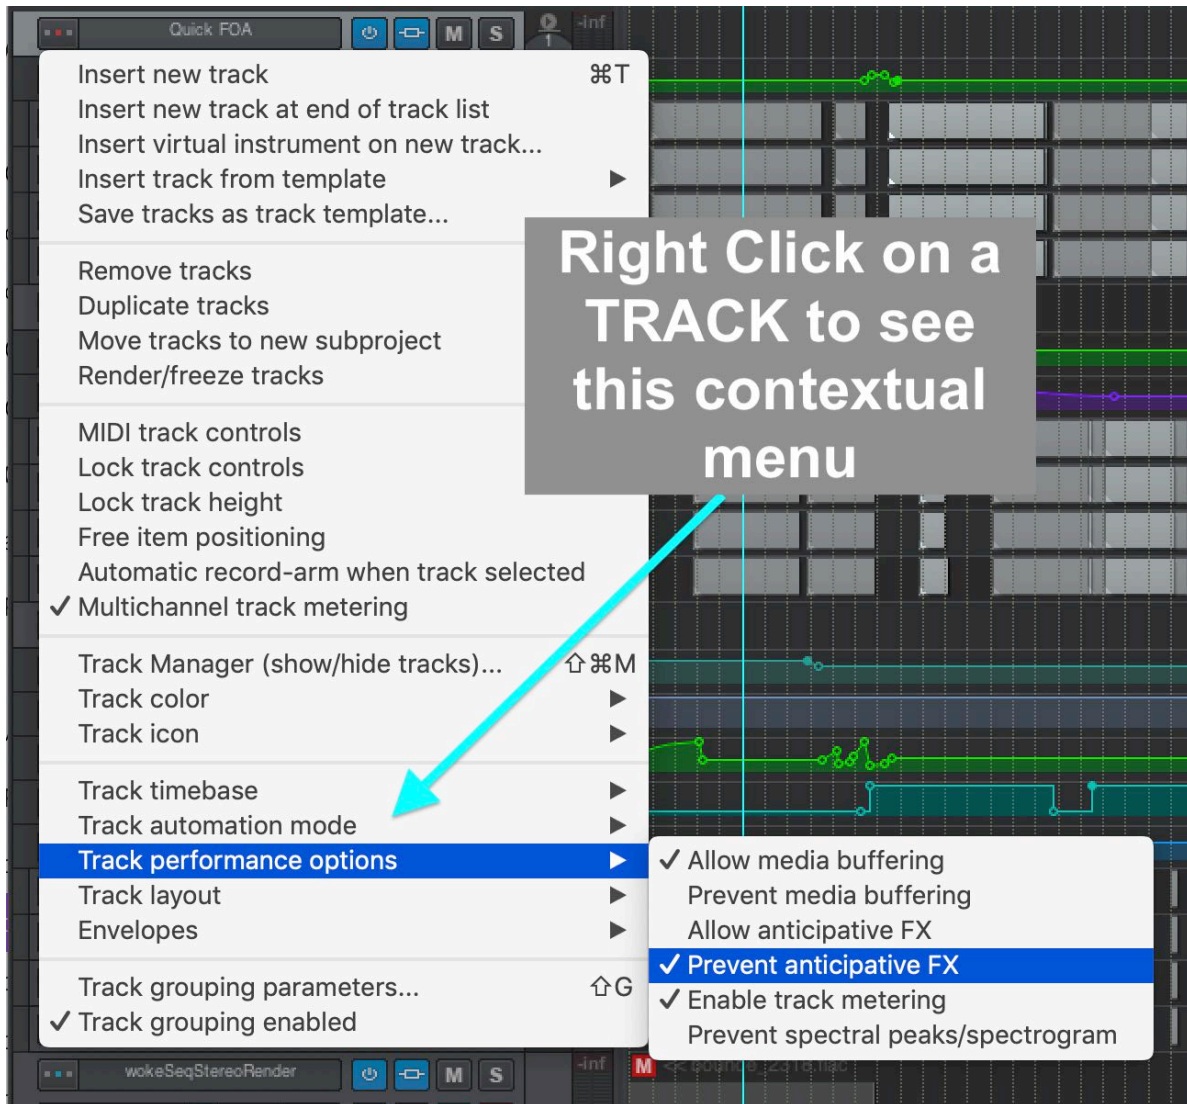 Quick FOA
M
S
-inf
1
Insert new track ⌘T
Insert new track at end of track list
Insert virtual instrument on new track...
Insert track from template ▶
Save tracks as track template...
Remove tracks
Duplicate tracks
Move tracks to new subproject
Render/freeze tracks
MIDI track controls
Lock track controls
Lock track height
Free item positioning
Automatic record-arm when track selected
✓ Multichannel track metering
Track Manager (show/hide tracks)... ⇧⌘M
Track color ▶
Track icon ▶
Track timebase ▶
Track automation mode ▶
Track performance options ▶
Track layout ▶
Envelopes ▶
Track grouping parameters... ⇧G
✓ Track grouping enabled
Right Click on a
TRACK to see
this contextual
menu
✓ Allow media buffering
Prevent media buffering
Allow anticipative FX
✓ Prevent anticipative FX
✓ Enable track metering
Prevent spectral peaks/spectrogram
wokeSeqStereoRender
M
S
-inf
M
<< bounce_2318.flac